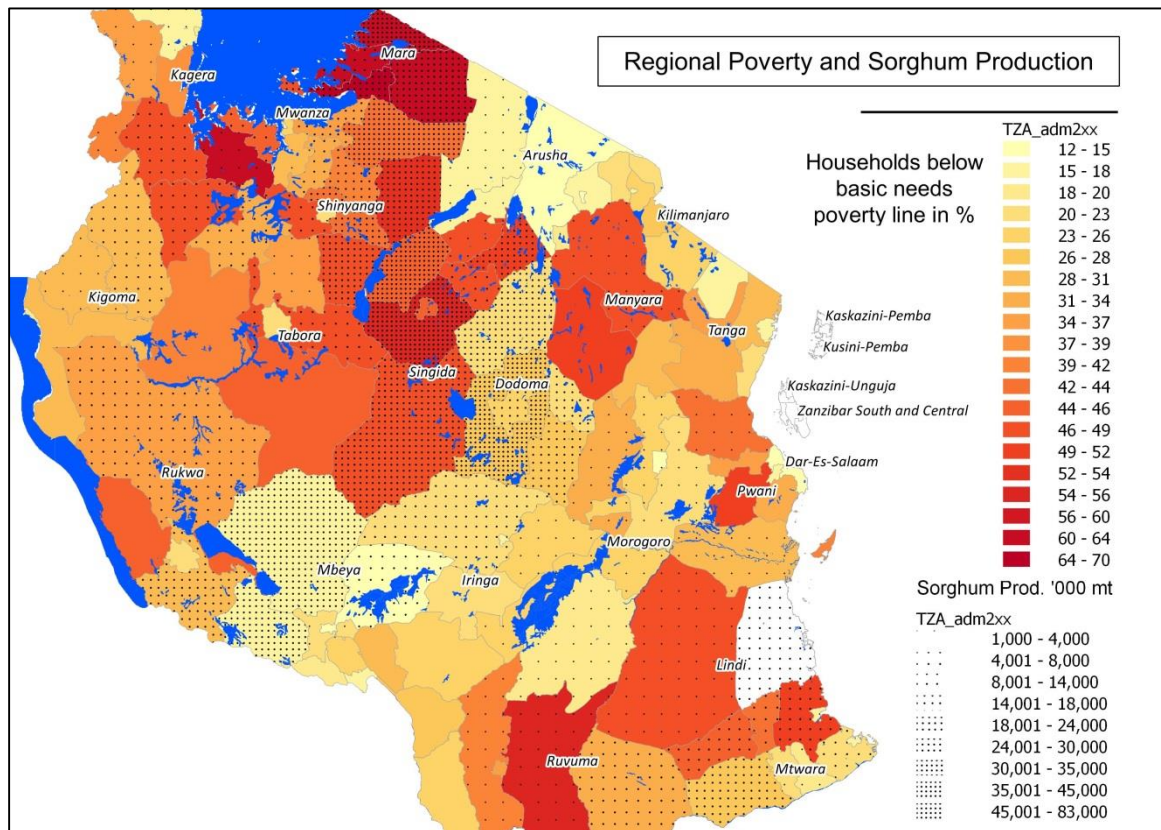 Regional Poverty and Sorghum Production
Mara
Kagera
Mwanza
Arusha
Shinyanga
Kilimanjaro
Kigoma
Manyara
Tabora
Tanga
Kaskazini-Pemba
Kusini-Pemba
Singida
Dodoma
Kaskazini-Unguja
Zanzibar South and Central
Rukwa
Dar-Es-Salaam
Pwani
Morogoro
Mbeya
Iringa
Lindi
Ruvuma
Mtwara
TZA_adm2xx
Households below
basic needs
poverty line in %
12 - 15
15 - 18
18 - 20
20 - 23
23 - 26
26 - 28
28 - 31
31 - 34
34 - 37
37 - 39
39 - 42
42 - 44
44 - 46
46 - 49
49 - 52
52 - 54
54 - 56
56 - 60
60 - 64
64 - 70
Sorghum Prod. '000 mt
TZA_adm2xx
1,000 - 4,000
4,001 - 8,000
8,001 - 14,000
14,001 - 18,000
18,001 - 24,000
24,001 - 30,000
30,001 - 35,000
35,001 - 45,000
45,001 - 83,000